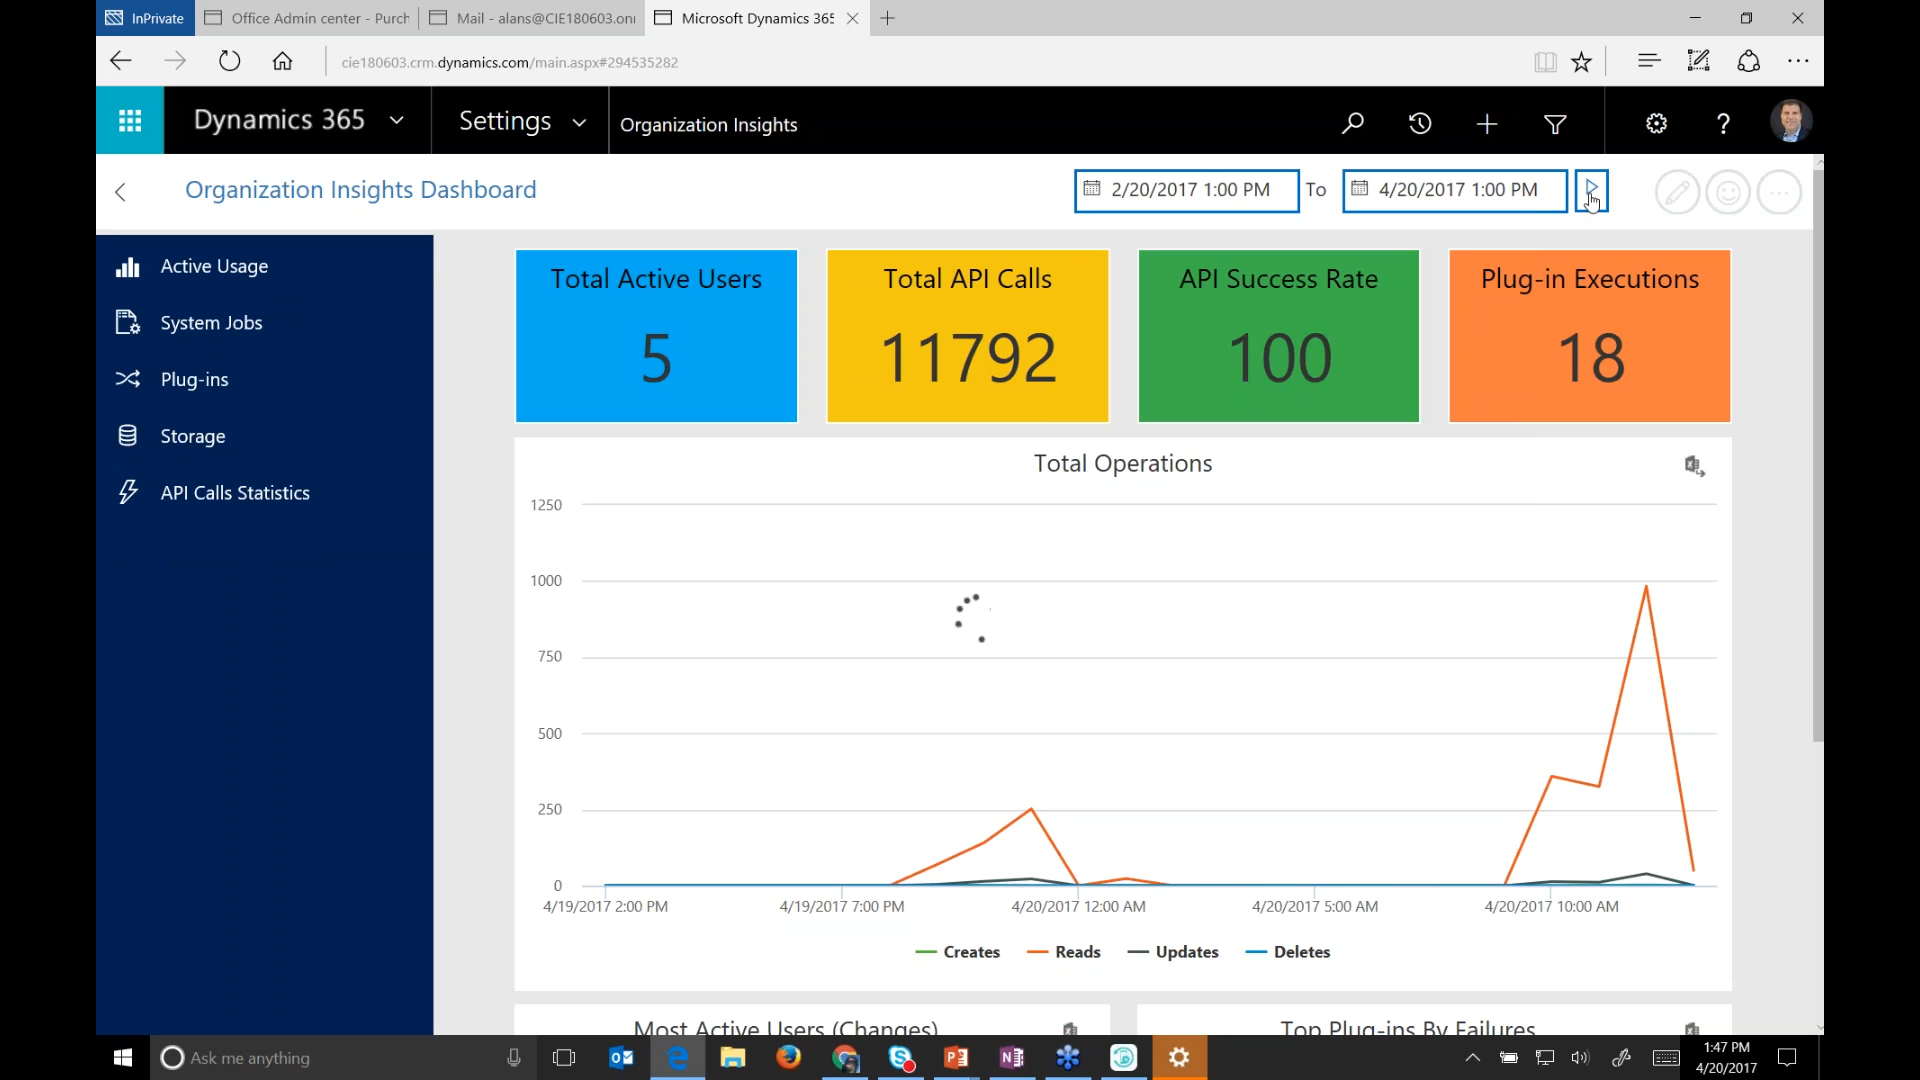 InPrivate
Office Admin center - Purch
Mail - alans@CIE180603.oni
Microsoft Dynamics 365
cie180603.crm.dynamics.com/main.aspx#294535282
Dynamics 365
Settings
Organization Insights
Organization Insights Dashboard
2/20/2017 1:00 PM To 4/20/2017 1:00 PM
Active Usage
System Jobs
Plug-ins
Storage
API Calls Statistics
Total Active Users
5
Total API Calls
11792
API Success Rate
100
Plug-in Executions
18
Total Operations
1250
1000
750
500
250
0
4/19/2017 2:00 PM
4/19/2017 7:00 PM
4/20/2017 12:00 AM
4/20/2017 5:00 AM
4/20/2017 10:00 AM
Creates Reads Updates Deletes
Most Active Users (Changes)
Top Plug-ins By Failures
Ask me anything
1:47 PM
4/20/2017